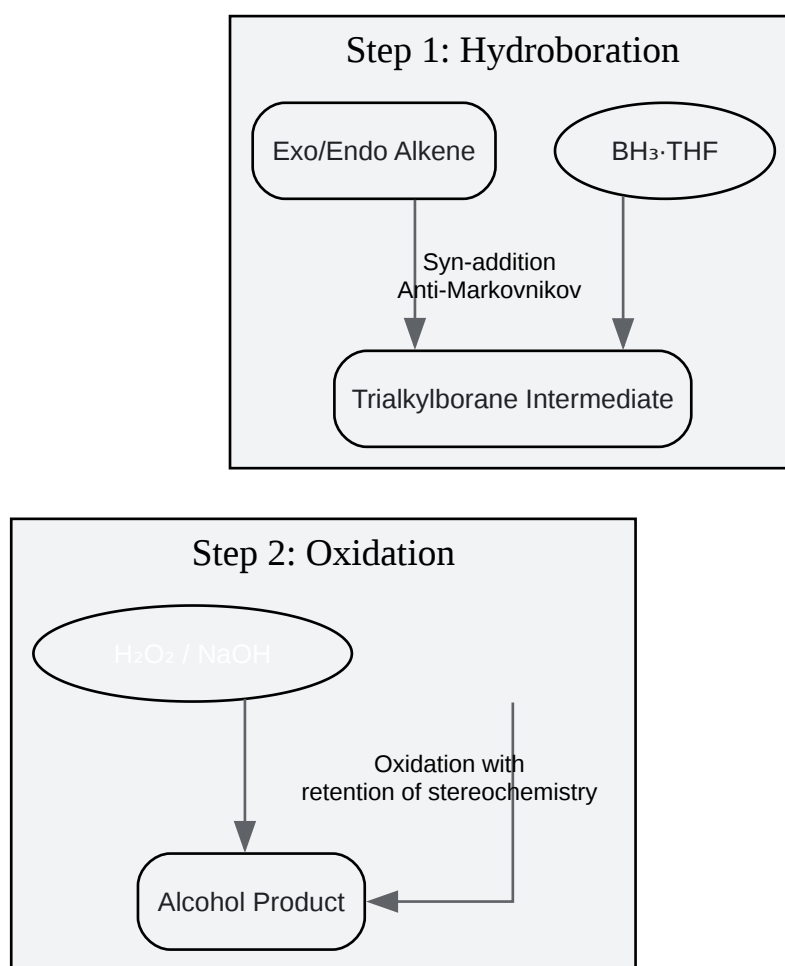 Step 1: Hydroboration
Exo/Endo Alkene
BH₃·THF
Syn-addition
Anti-Markovnikov
Trialkylborane Intermediate
Step 2: Oxidation
H₂O₂ / NaOH
Oxidation with
retention of stereochemistry
Alcohol Product